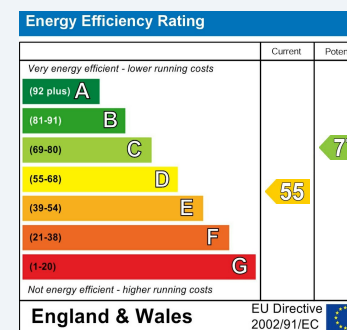 Energy Efficiency Rating
Current
Very energy efficient - lower running costs
(92 plus) A
(81-91) B
(69-80) C
(55-68) D
55
(39-54) E
(21-38) F
(1-20) G
Not energy efficient - higher running costs
England & Wales
EU Directive
2002/91/EC